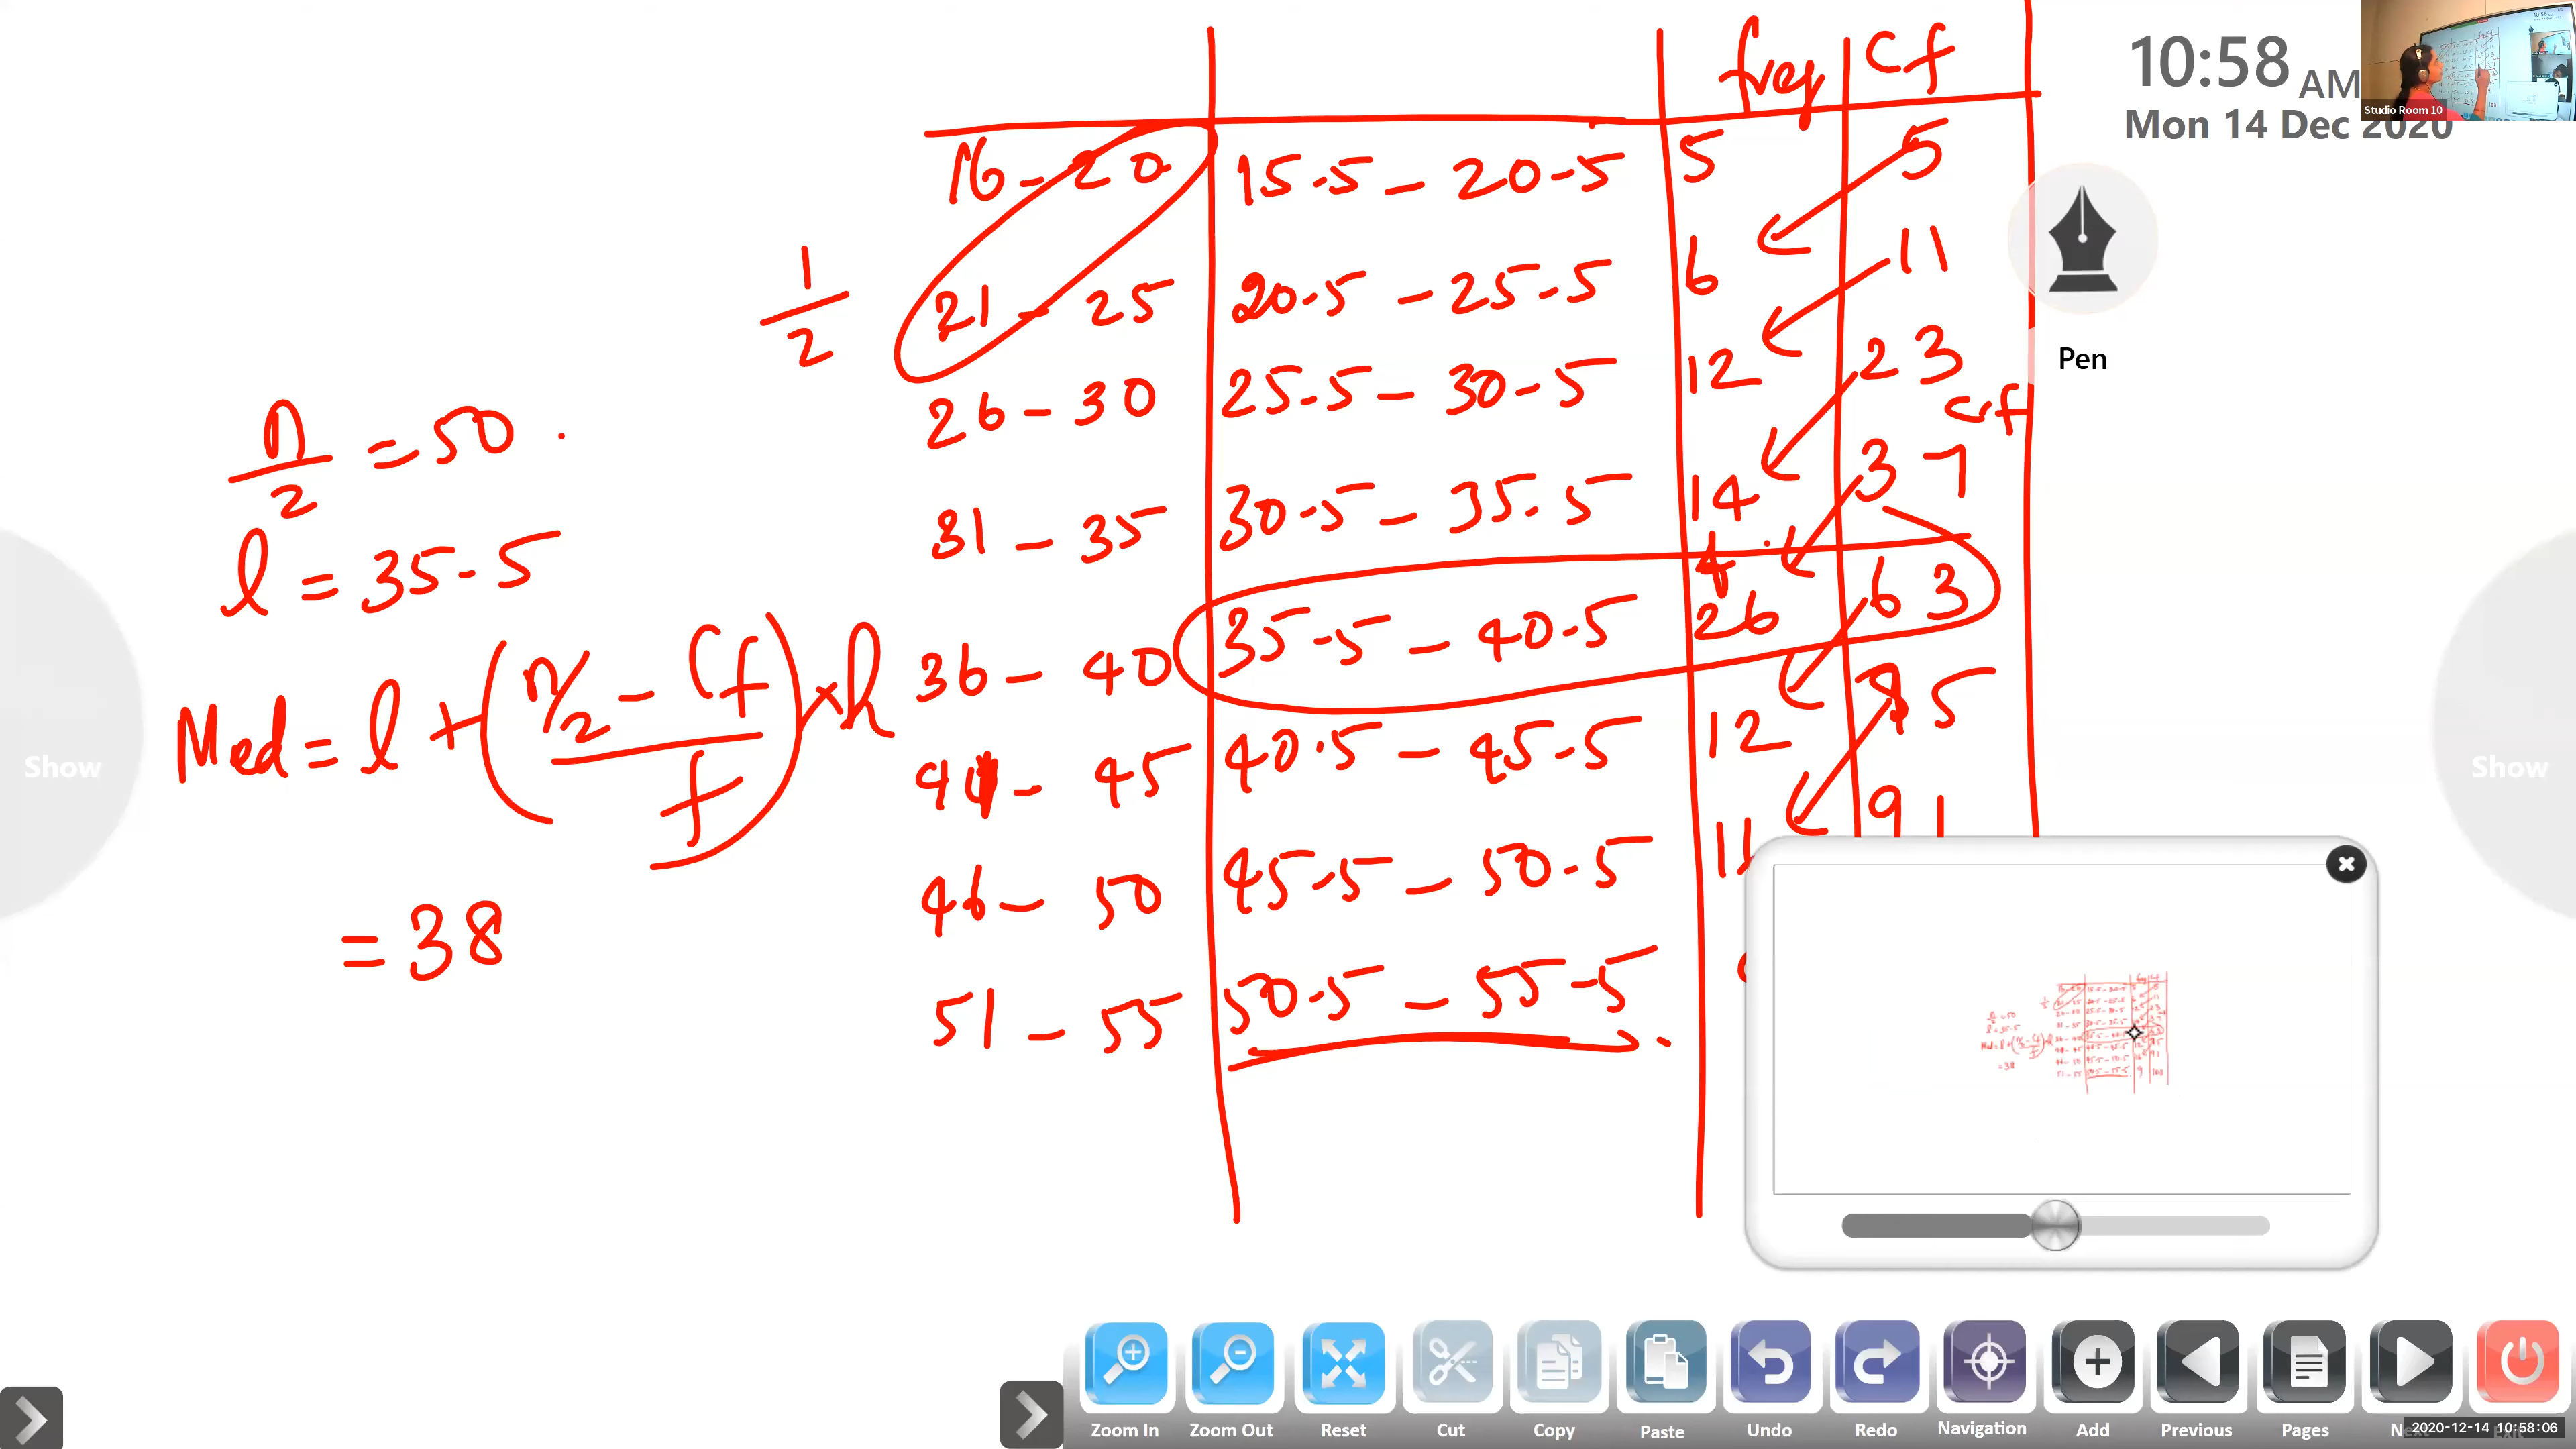 freq Cf
10:58 AM
Mon 14 Dec 2020
Studio Room 10
16 - 20 15.5 - 20.5 5 5
21 - 25 20.5 - 25.5 6 11
1/2
26 - 30 25.5 - 30.5 12 23
cf
31 - 35 30.5 - 35.5 14 37
f
36 - 40 35.5 - 40.5 26 63
41 - 45 40.5 - 45.5 12 75
46 - 50 45.5 - 50.5 91
51 - 55 50.5 - 55.5
n/2 = 50
l = 35.5
Med = l + (n/2 - Cf / f) × h
= 38
Pen
Show
Show
Zoom In Zoom Out Reset Cut Copy Paste Undo Redo Navigation Add Previous Pages
2020-12-14 10:58:06